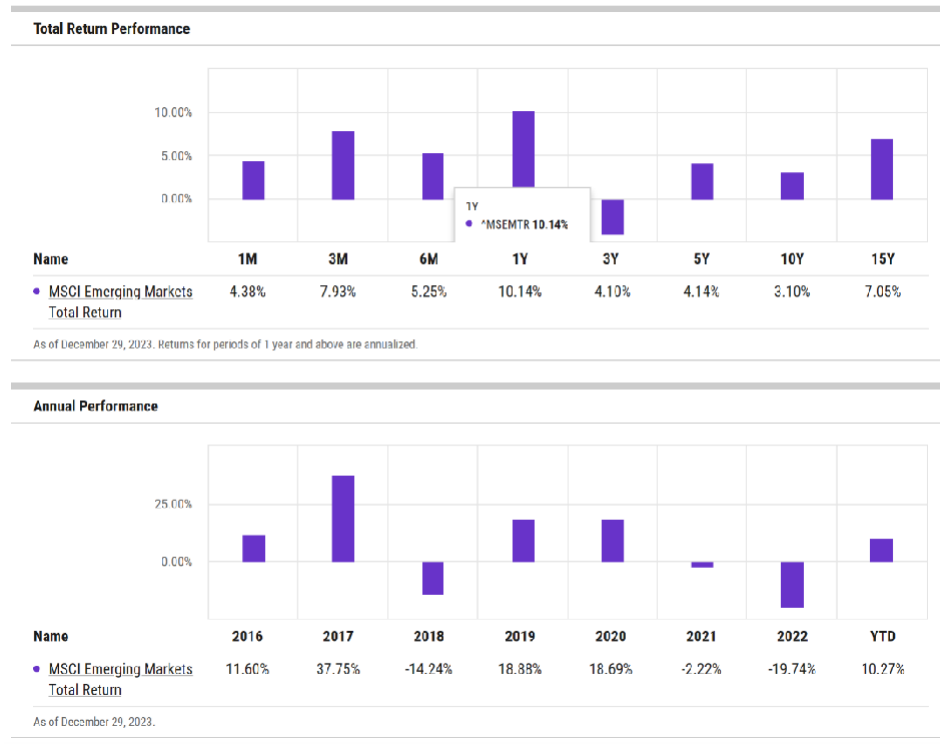 Total Return Performance
10.00%
5.00%
0.00%
1Y
^MSEMTR 10.14%
Name 1M 3M 6M 1Y 3Y 5Y 10Y 15Y
MSCI Emerging Markets 4.38% 7.93% 5.25% 10.14% 4.10% 4.14% 3.10% 7.05%
Total Return
As of December 29, 2023. Returns for periods of 1 year and above are annualized.
Annual Performance
25.00%
0.00%
Name 2016 2017 2018 2019 2020 2021 2022 YTD
MSCI Emerging Markets 11.60% 37.75% -14.24% 18.88% 18.69% -2.22% -19.74% 10.27%
Total Return
As of December 29, 2023.